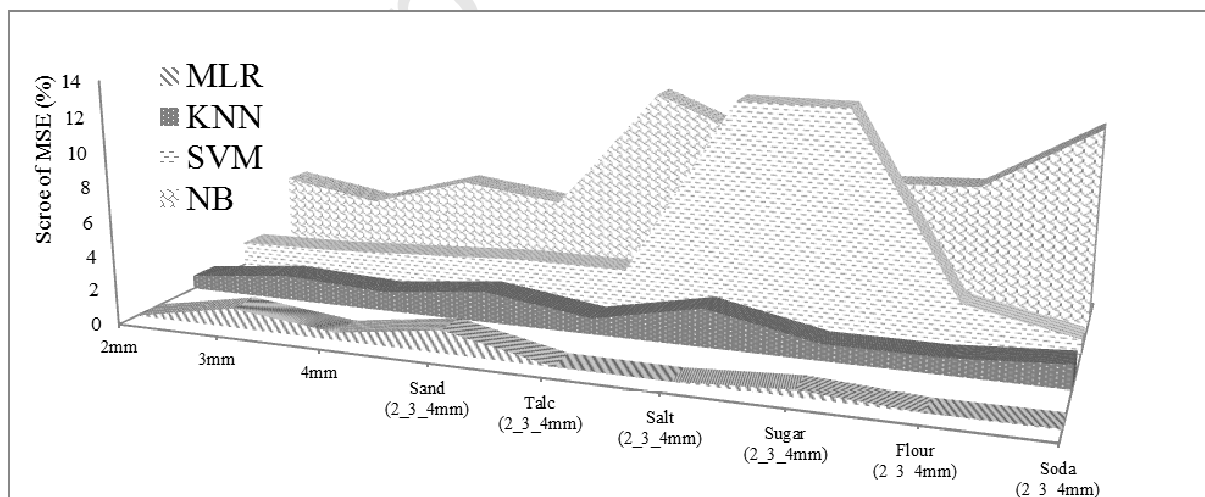 Scroe of MSE (%)
14
12
10
8
6
4
2
0
MLR
KNN
SVM
NB
2mm
3mm
4mm
Sand
(2_3_4mm)
Talc
(2_3_4mm)
Salt
(2_3_4mm)
Sugar
(2_3_4mm)
Flour
(2_3_4mm)
Soda
(2_3_4mm)